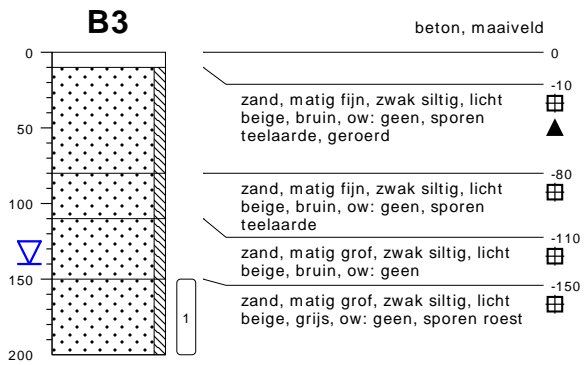 B3
beton, maaiveld
0
0
-10
zand, matig fijn, zwak siltig, licht
beige, bruin, ow: geen, sporen
teelaarde, geroerd
50
-80
zand, matig fijn, zwak siltig, licht
beige, bruin, ow: geen, sporen
teelaarde
100
-110
zand, matig grof, zwak siltig, licht
beige, bruin, ow: geen
150
-150
zand, matig grof, zwak siltig, licht
beige, grijs, ow: geen, sporen roest
1
200